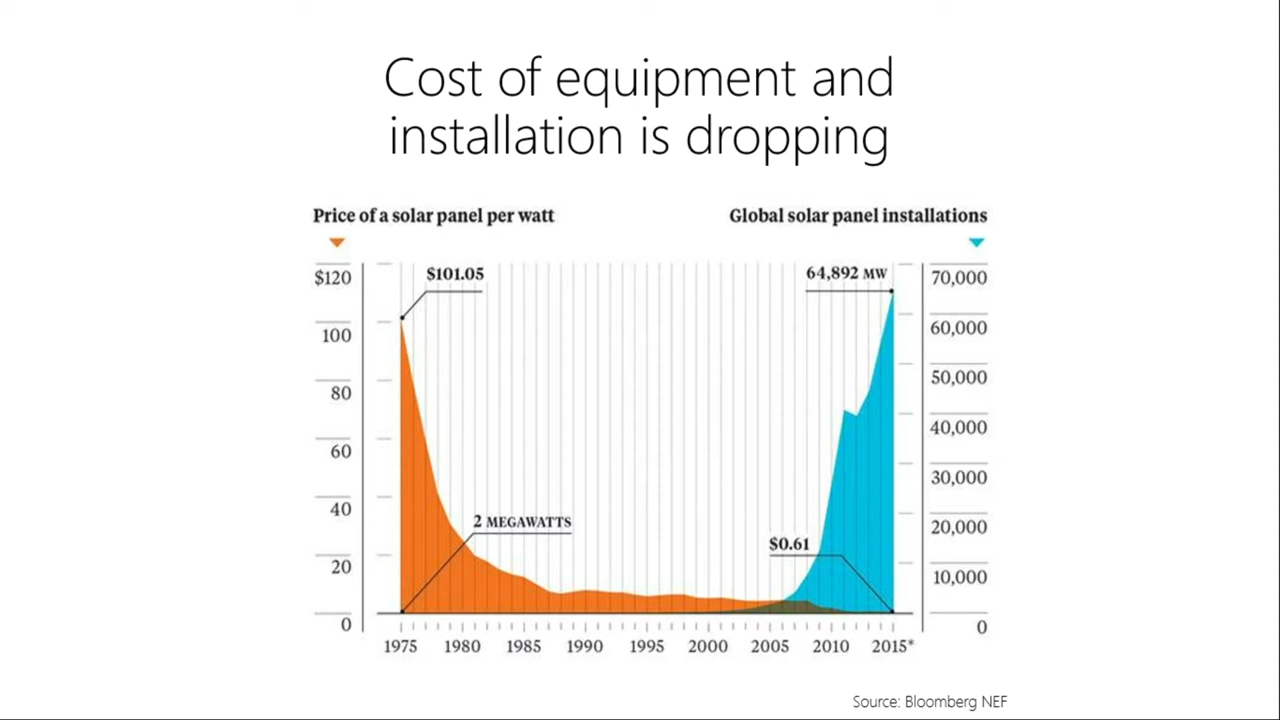 Cost of equipment and
installation is dropping
Price of a solar panel per watt
Global solar panel installations
$101.05
64,892 MW
2 MEGAWATTS
$0.61
$120
100
80
60
40
20
0
70,000
60,000
50,000
40,000
30,000
20,000
10,000
0
1975 1980 1985 1990 1995 2000 2005 2010 2015*
Source: Bloomberg NEF